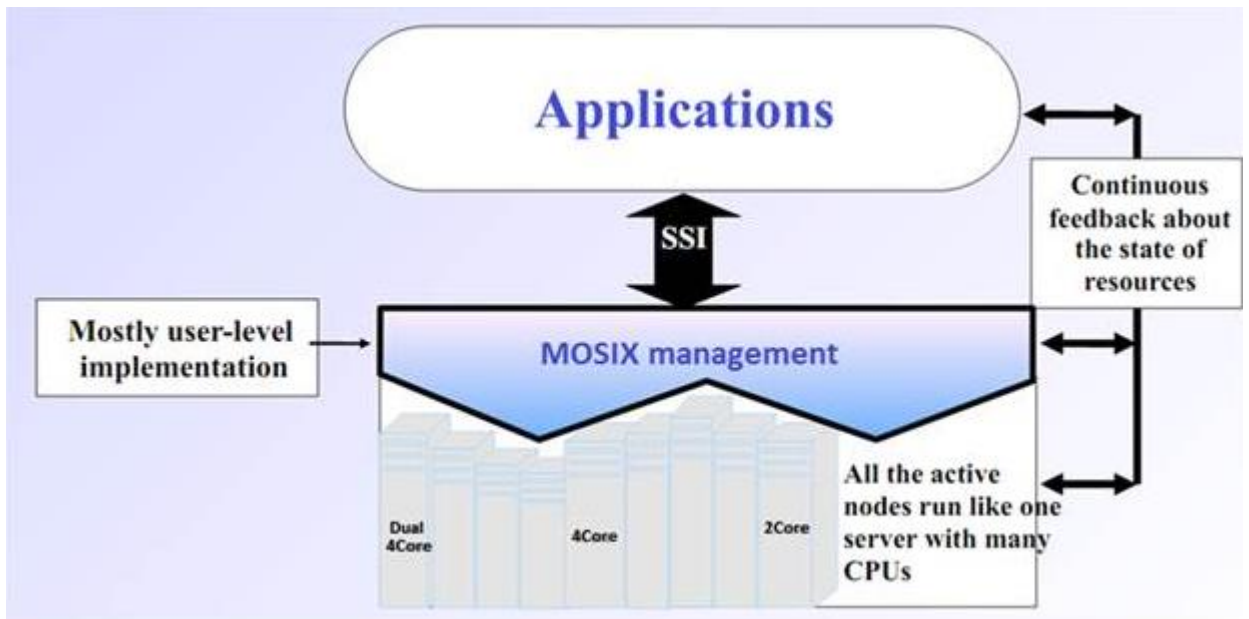 Applications
SSI
Continuous
feedback about
the state of
resources
Mostly user-level
implementation
MOSIX management
Dual
4Core
4Core
2Core
All the active
nodes run like one
server with many
CPUs